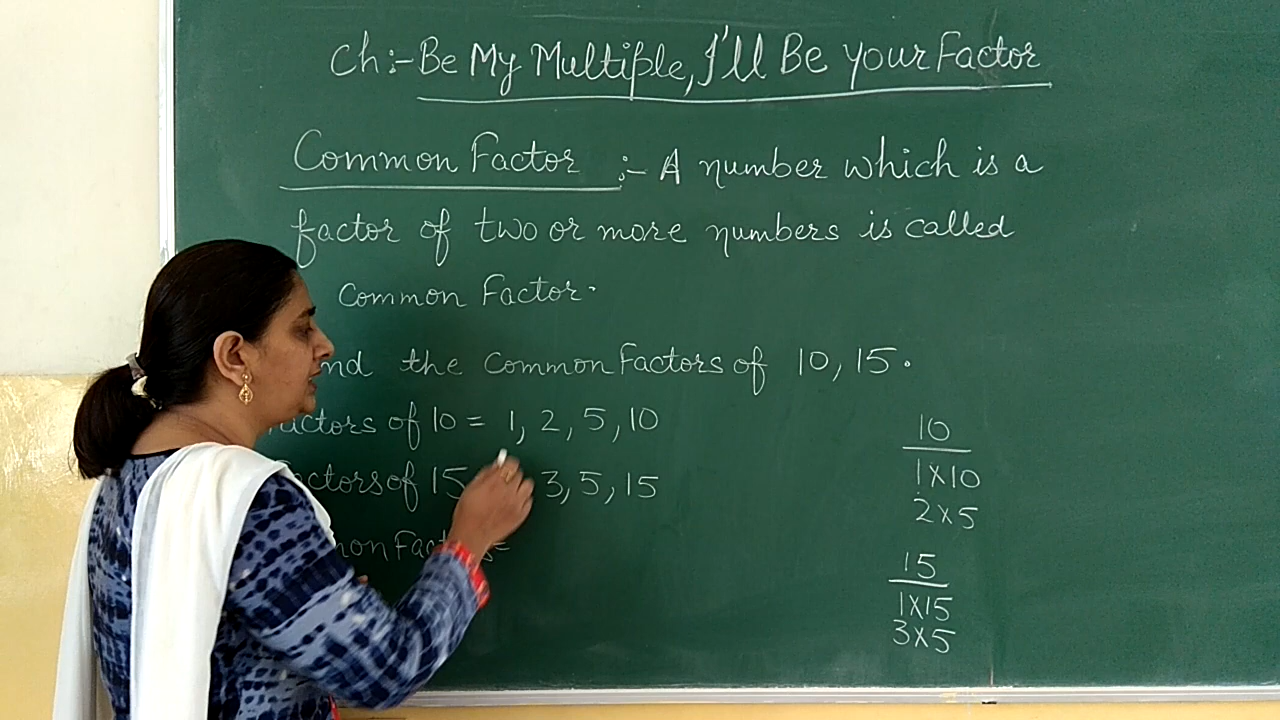 Ch:- Be My Multiple, I'll Be Your Factor
Common Factor :- A number which is a
factor of two or more numbers is called
Common Factor.
nd the Common Factors of 10, 15.
actors of 10 = 1, 2, 5, 10
actors of 15 3, 5, 15
mon Fac s=
10
1x10
2x5
15
1x15
3x5